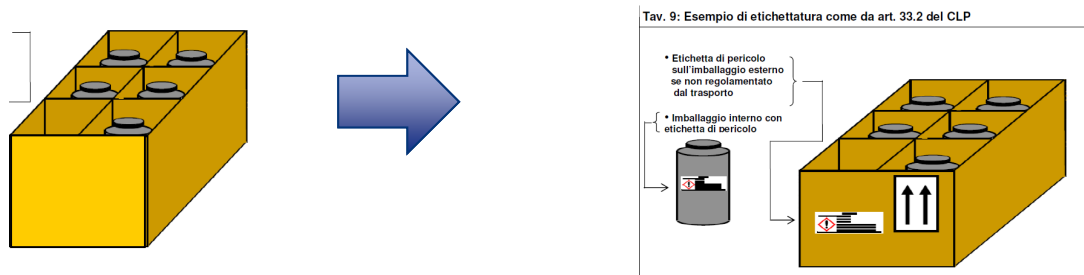 Tav. 9: Esempio di etichettatura come da art. 33.2 del CLP
• Etichetta di pericolo
sull'imballaggio esterno
se non regolamentato
dal trasporto
• Imballaggio interno con
etichetta di pericolo